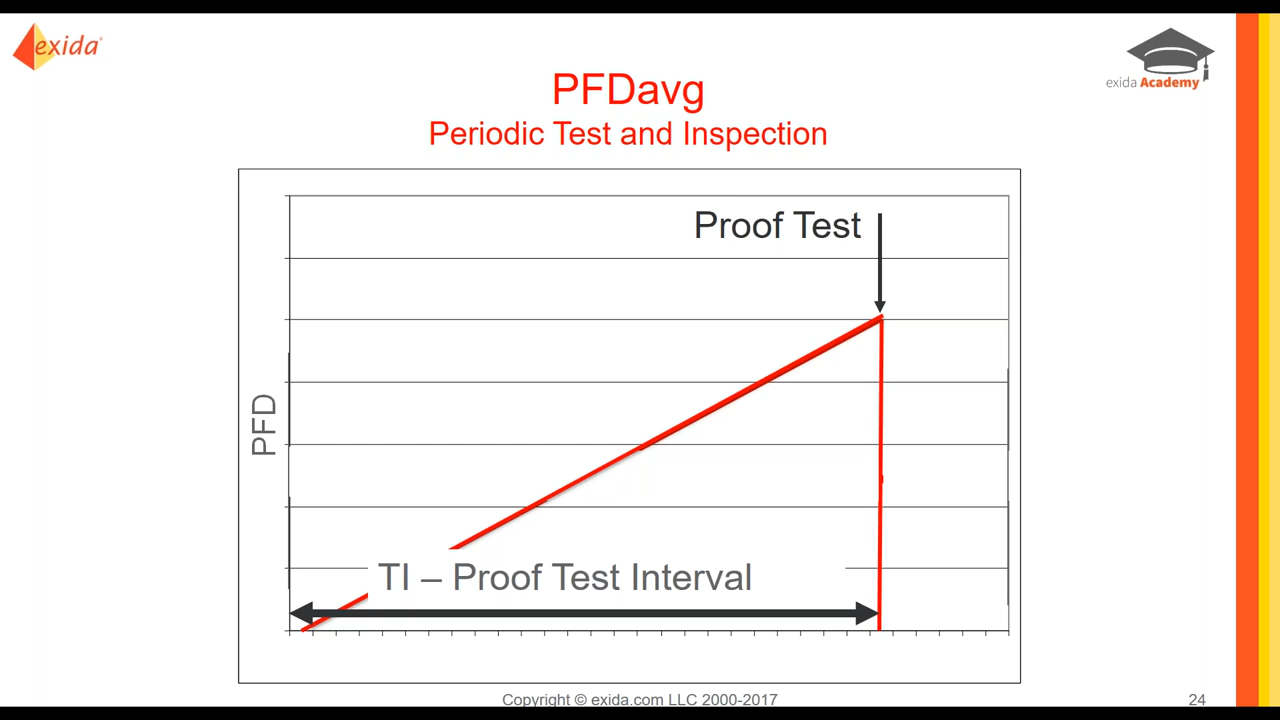 exida
exida Academy
PFDavg
Periodic Test and Inspection
Proof Test
PFD
TI – Proof Test Interval
Copyright © exida.com LLC 2000-2017
24